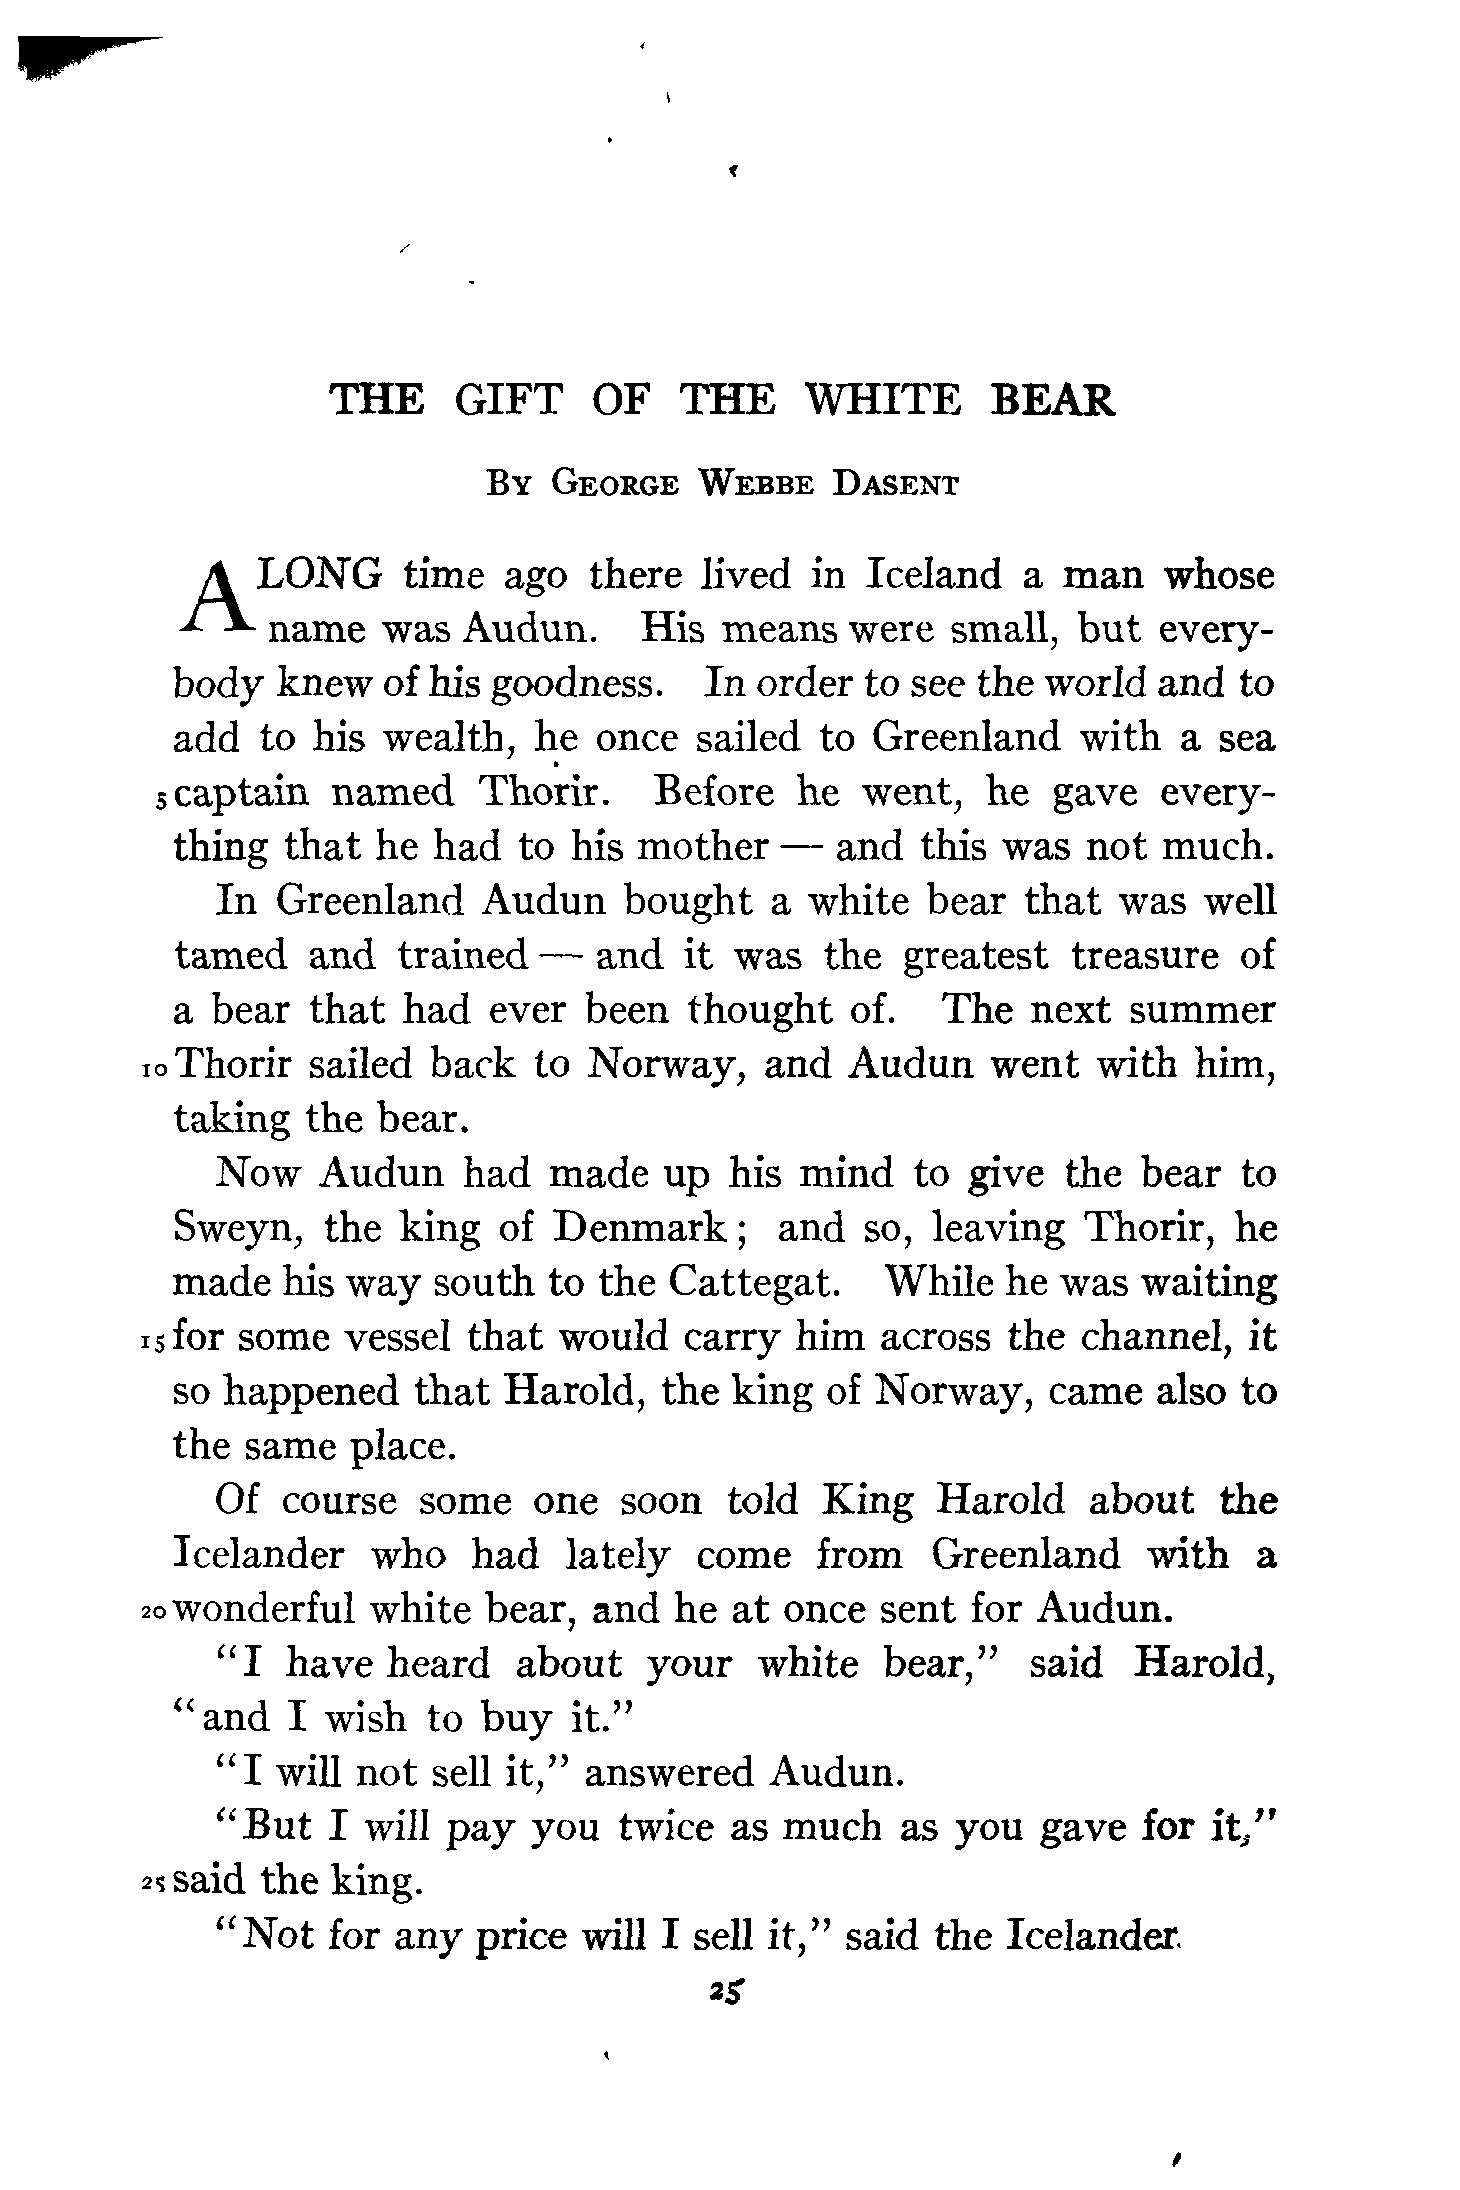 THE GIFT OF THE WHITE BEAR
BY GEORGE WEBBE DASENT
A LONG time ago there lived in Iceland a man whose
name was Audun. His means were small, but every-
body knew of his goodness. In order to see the world and to
add to his wealth, he once sailed to Greenland with a sea
5 captain named Thorir. Before he went, he gave every-
thing that he had to his mother — and this was not much.
In Greenland Audun bought a white bear that was well
tamed and trained — and it was the greatest treasure of
a bear that had ever been thought of. The next summer
10 Thorir sailed back to Norway, and Audun went with him,
taking the bear.
Now Audun had made up his mind to give the bear to
Sweyn, the king of Denmark; and so, leaving Thorir, he
made his way south to the Cattegat. While he was waiting
15 for some vessel that would carry him across the channel, it
so happened that Harold, the king of Norway, came also to
the same place.
Of course some one soon told King Harold about the
Icelander who had lately come from Greenland with a
20 wonderful white bear, and he at once sent for Audun.
"I have heard about your white bear," said Harold,
"and I wish to buy it."
"I will not sell it," answered Audun.
"But I will pay you twice as much as you gave for it,"
25 said the king.
"Not for any price will I sell it," said the Icelander.
25